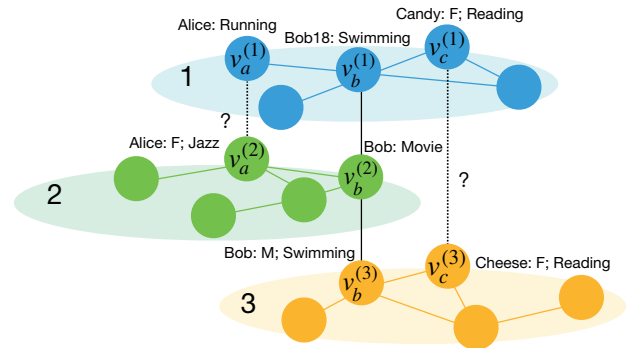 Candy: F; Reading
Alice: Running
Bob18: Swimming
v_a^{(1)}
v_b^{(1)}
v_c^{(1)}
1
?
Alice: F; Jazz
Bob: Movie
v_a^{(2)}
v_b^{(2)}
?
2
Bob: M; Swimming
Cheese: F; Reading
v_b^{(3)}
v_c^{(3)}
3